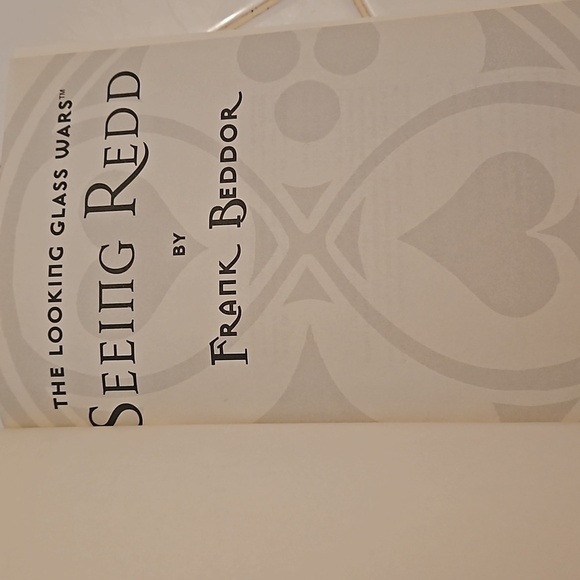 THE LOOKING GLASS WARS™
SEEING REDD
BY
FRANK BEDDOR